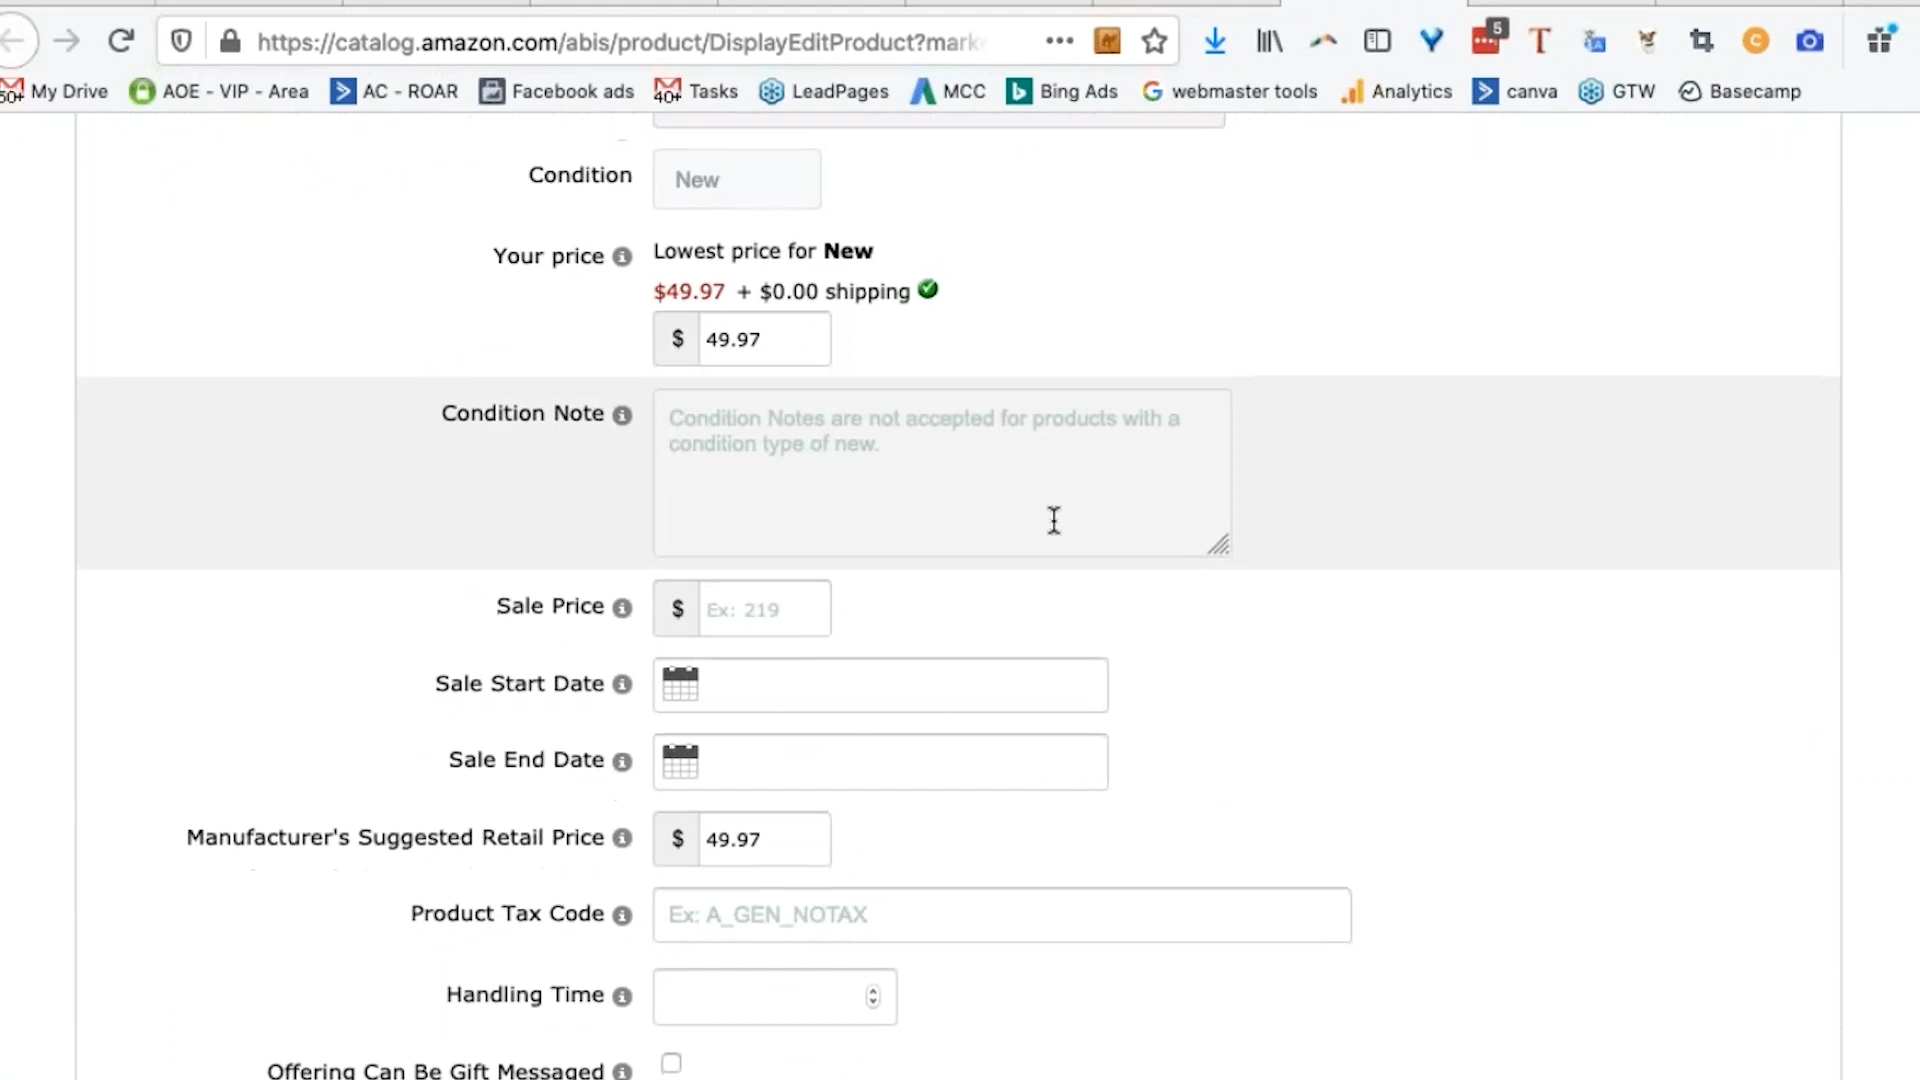 https://catalog.amazon.com/abis/product/DisplayEditProduct?mark
5
50+ My Drive AOE - VIP - Area AC - ROAR Facebook ads 40+ Tasks LeadPages MCC Bing Ads webmaster tools Analytics canva GTW Basecamp
Condition New
Your price Lowest price for New
$49.97 + $0.00 shipping
$ 49.97
Condition Note Condition Notes are not accepted for products with a
condition type of new.
Sale Price $ Ex: 219
Sale Start Date
Sale End Date
Manufacturer's Suggested Retail Price $ 49.97
Product Tax Code Ex: A_GEN_NOTAX
Handling Time
Offering Can Be Gift Messaged